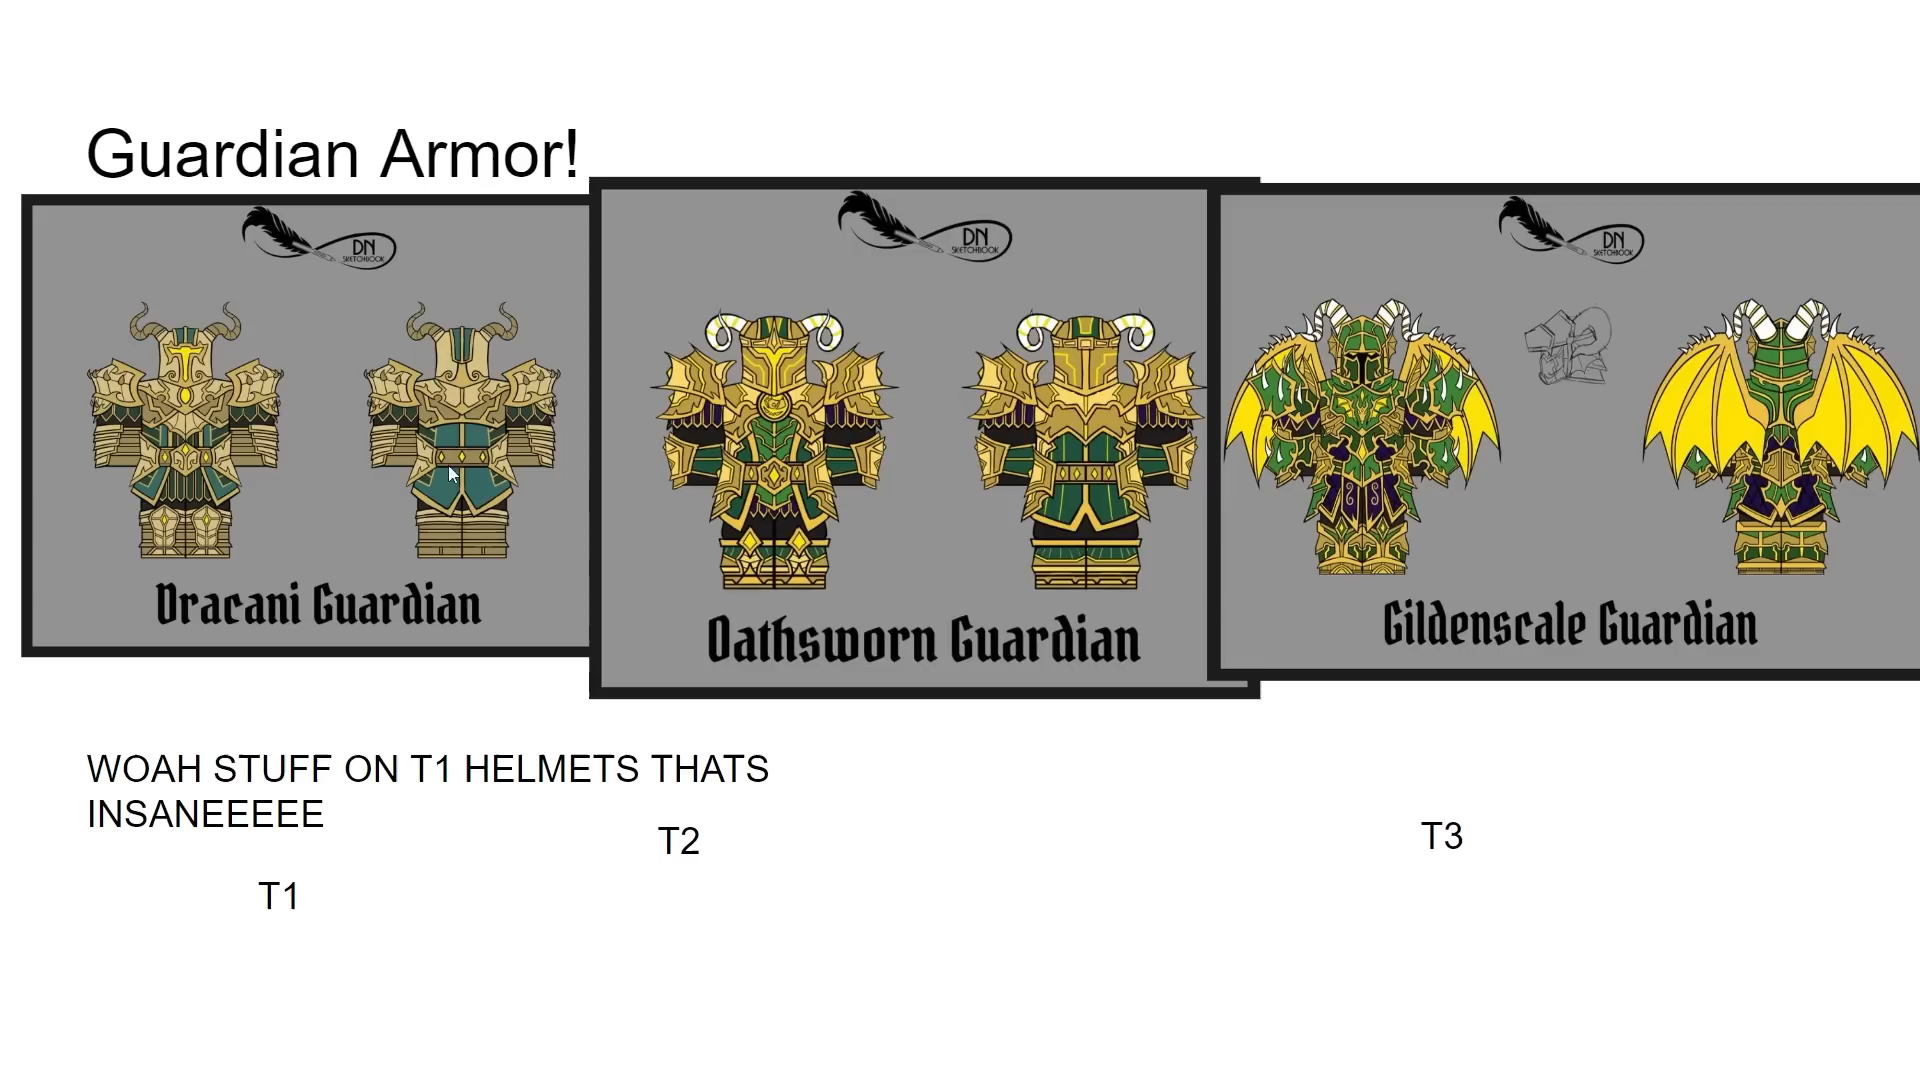 Guardian Armor!
DN
SKETCHBOOK
Dracani Guardian
DN
SKETCHBOOK
Oathsworn Guardian
DN
SKETCHBOOK
Gildenscale Guardian
WOAH STUFF ON T1 HELMETS THATS
INSANEEEEE
T1
T2
T3